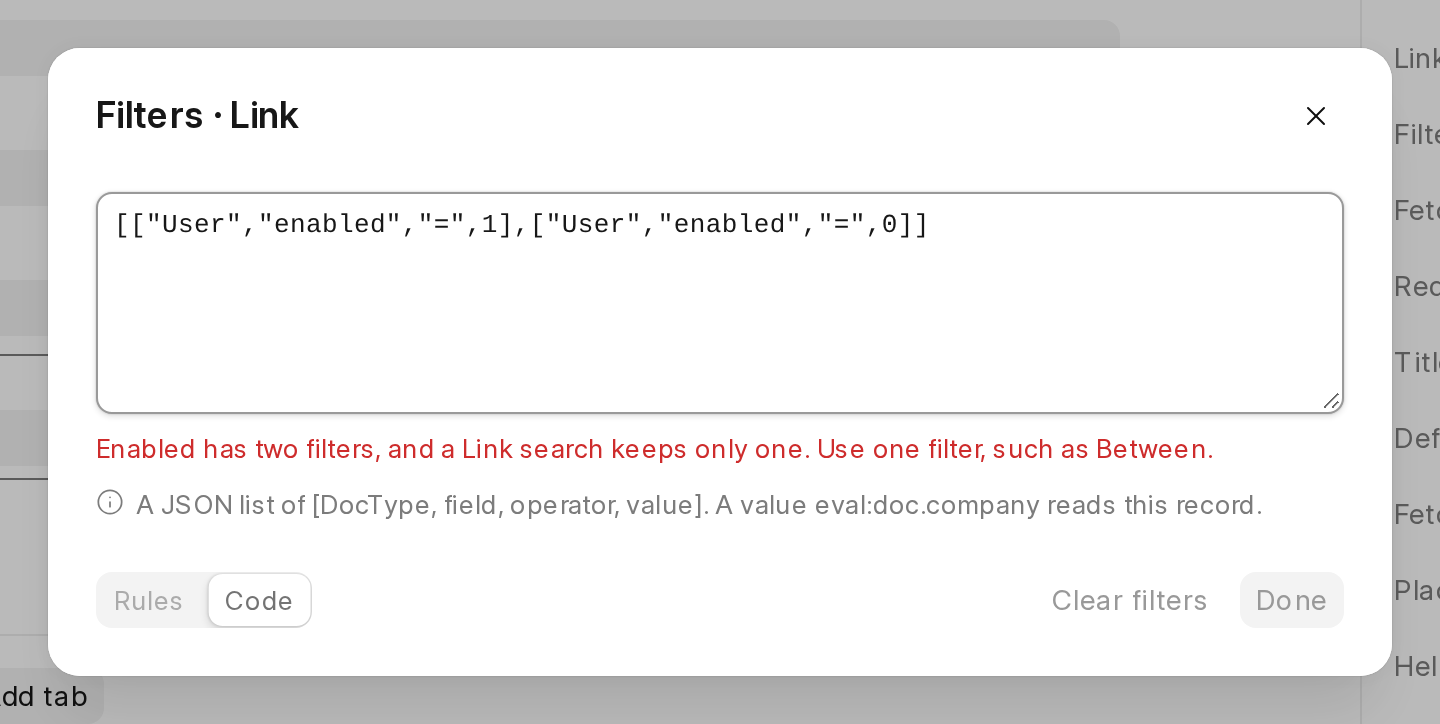 Filters · Link
[["User","enabled","=",1],["User","enabled","=",0]]
Enabled has two filters, and a Link search keeps only one. Use one filter, such as Between.
A JSON list of [DocType, field, operator, value]. A value eval:doc.company reads this record.
Rules
Code
Clear filters
Done
tab